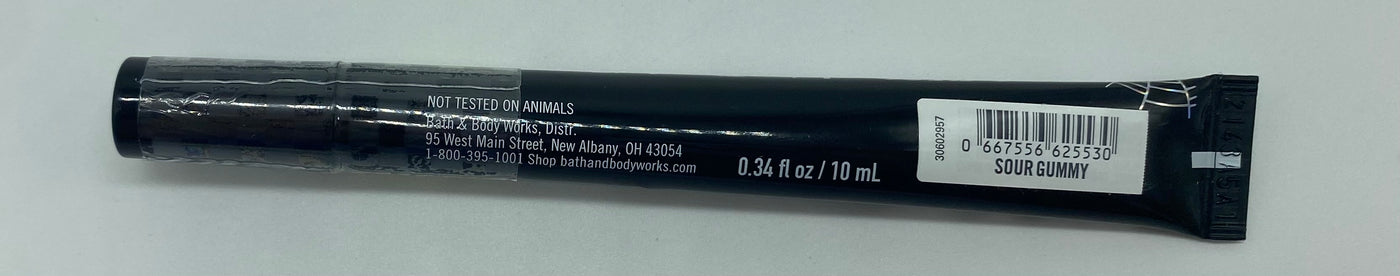 NOT TESTED ON ANIMALS
Bath & Body Works, Distr.
95 West Main Street, New Albany, OH 43054
1-800-395-1001 Shop bathandbodyworks.com
0.34 fl oz / 10 mL
30602957
0 667556 625530
SOUR GUMMY